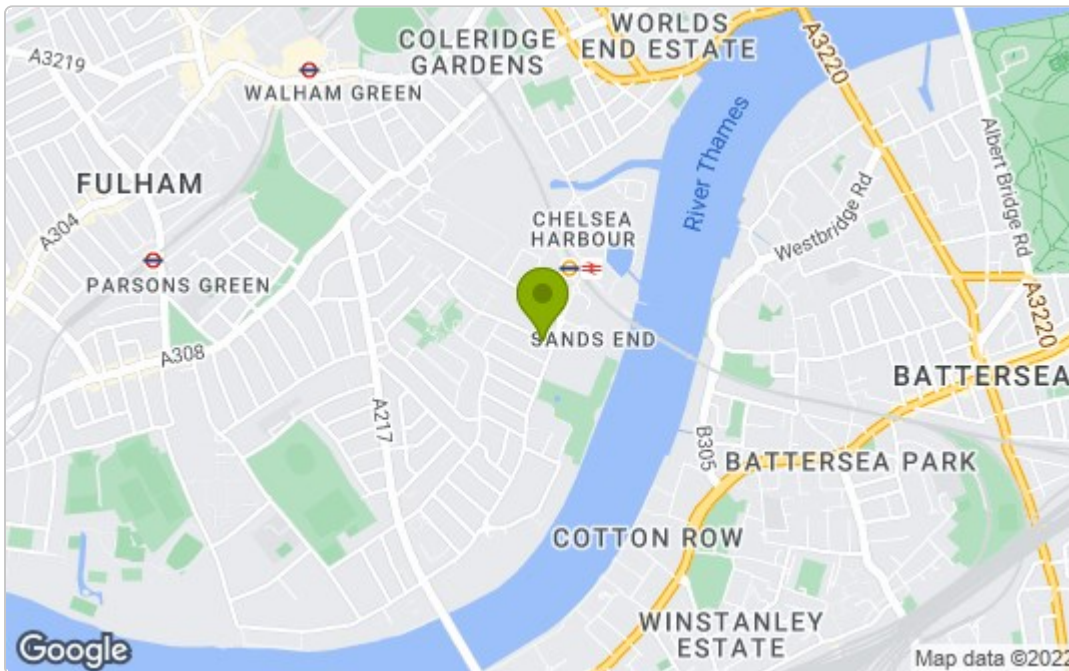 WORLDS
END ESTATE
COLERIDGE
GARDENS
A3219
WALHAM GREEN
A3220
River Thames
Albert Bridge Rd
FULHAM
A304
Westbridge Rd
CHELSEA
HARBOUR
PARSONS GREEN
A3220
SANDS END
A308
BATTERSEA
A217
B305
BATTERSEA PARK
COTTON ROW
WINSTANLEY
ESTATE
Google
Map data ©2022